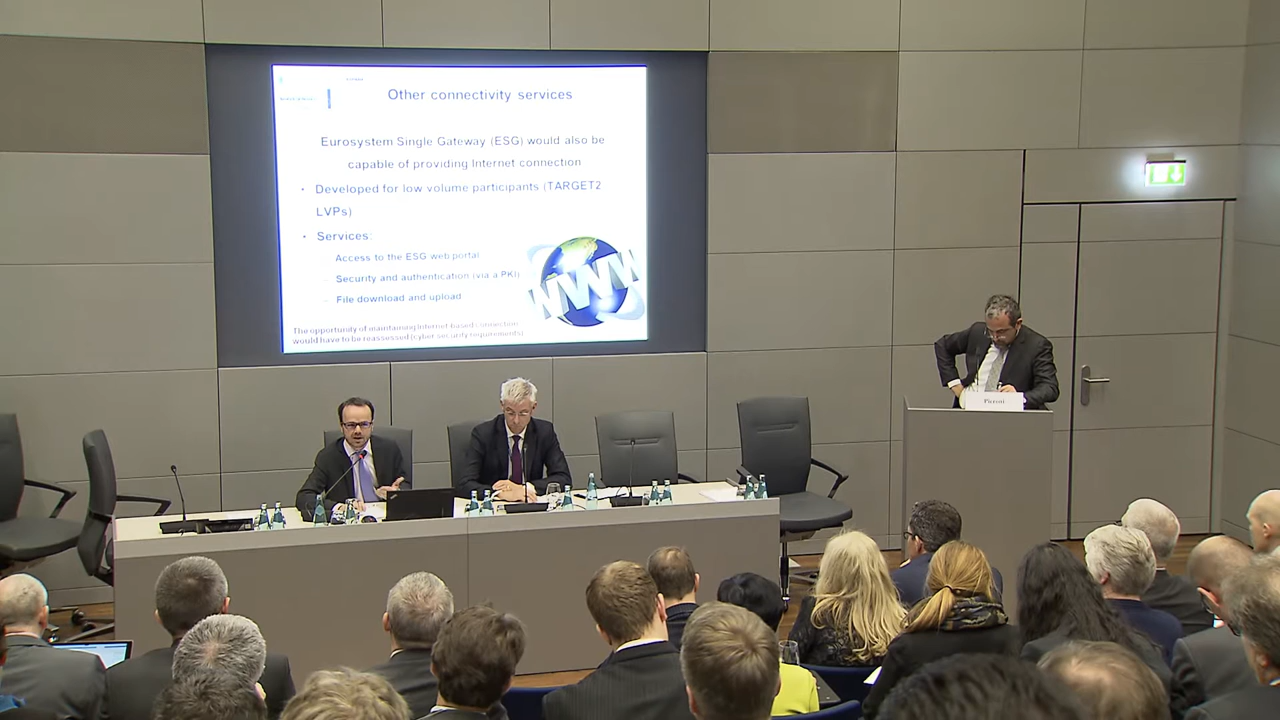 Other connectivity services
Eurosystem Single Gateway (ESG) would also be
capable of providing Internet connection
• Developed for low volume participants (TARGET2
LVPs)
• Services:
– Access to the ESG web portal
– Security and authentication (via a PKI)
– File download and upload
WWW
The opportunity of maintaining Internet-based connection
would have to be reassessed (cyber security requirements)
Pieroni